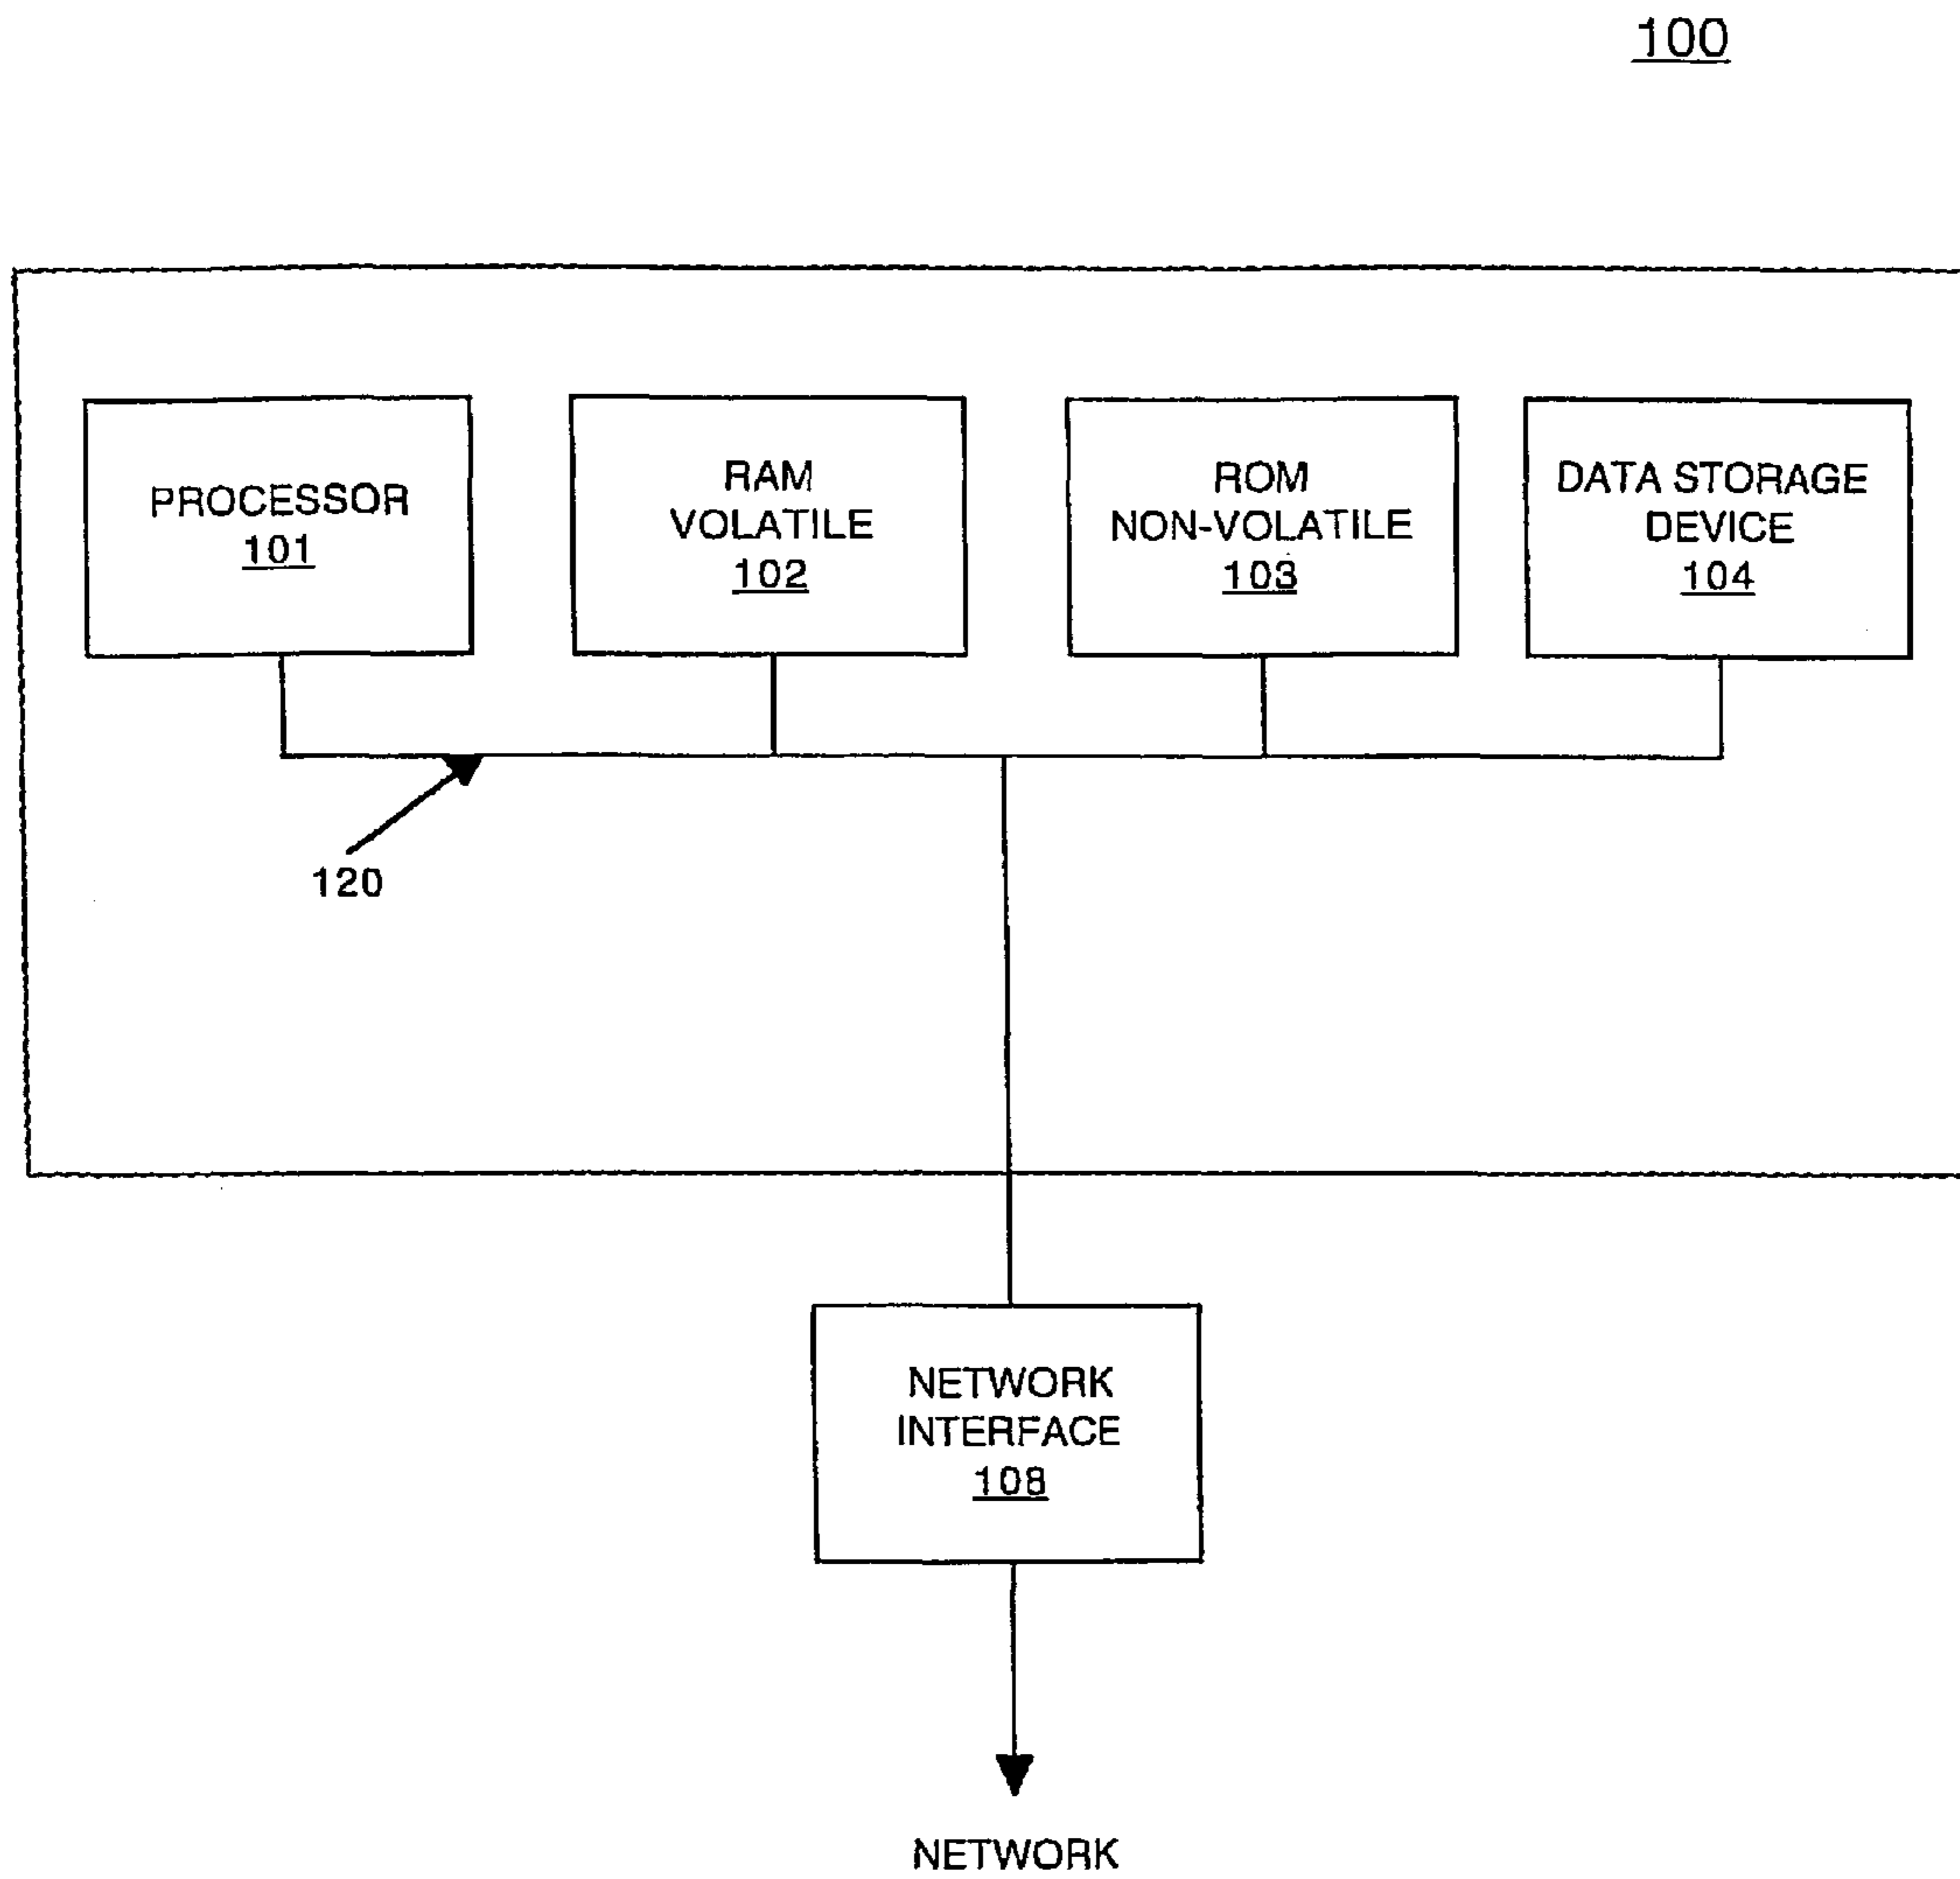 100
PROCESSOR
101
RAM
VOLATILE
102
ROM
NON-VOLATILE
103
DATA STORAGE
DEVICE
104
120
NETWORK
INTERFACE
108
NETWORK